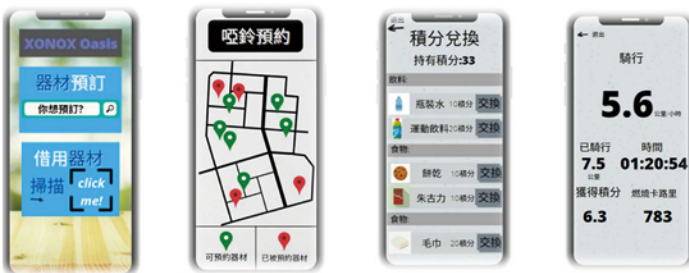 XONOX Oasis
器材預訂
你想預訂?
借用器材
掃描
click
me!
啞鈴預約
可預約器材
已被預約器材
退出
積分兌換
持有積分:33
飲料:
瓶裝水 10積分 交換
運動飲料 20積分 交換
食物:
餅乾 10積分 交換
朱古力 10積分 交換
食物:
毛巾 20積分 交換
退出
騎行
5.6 公里/小時
已騎行 時間
7.5 01:20:54
公里
獲得積分 燃燒卡路里
6.3 783